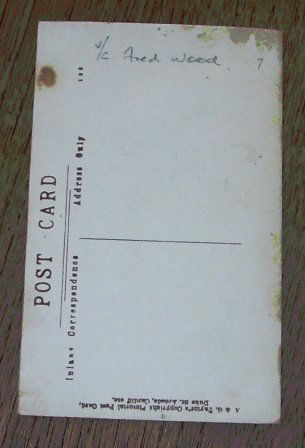 v/c Fred Wood 7
POST CARD
Inland Correspondence
Address Only
A & G. Taylor's Copyright Pictorial Post Card,
Duke St. Arcade, Cardiff etc.